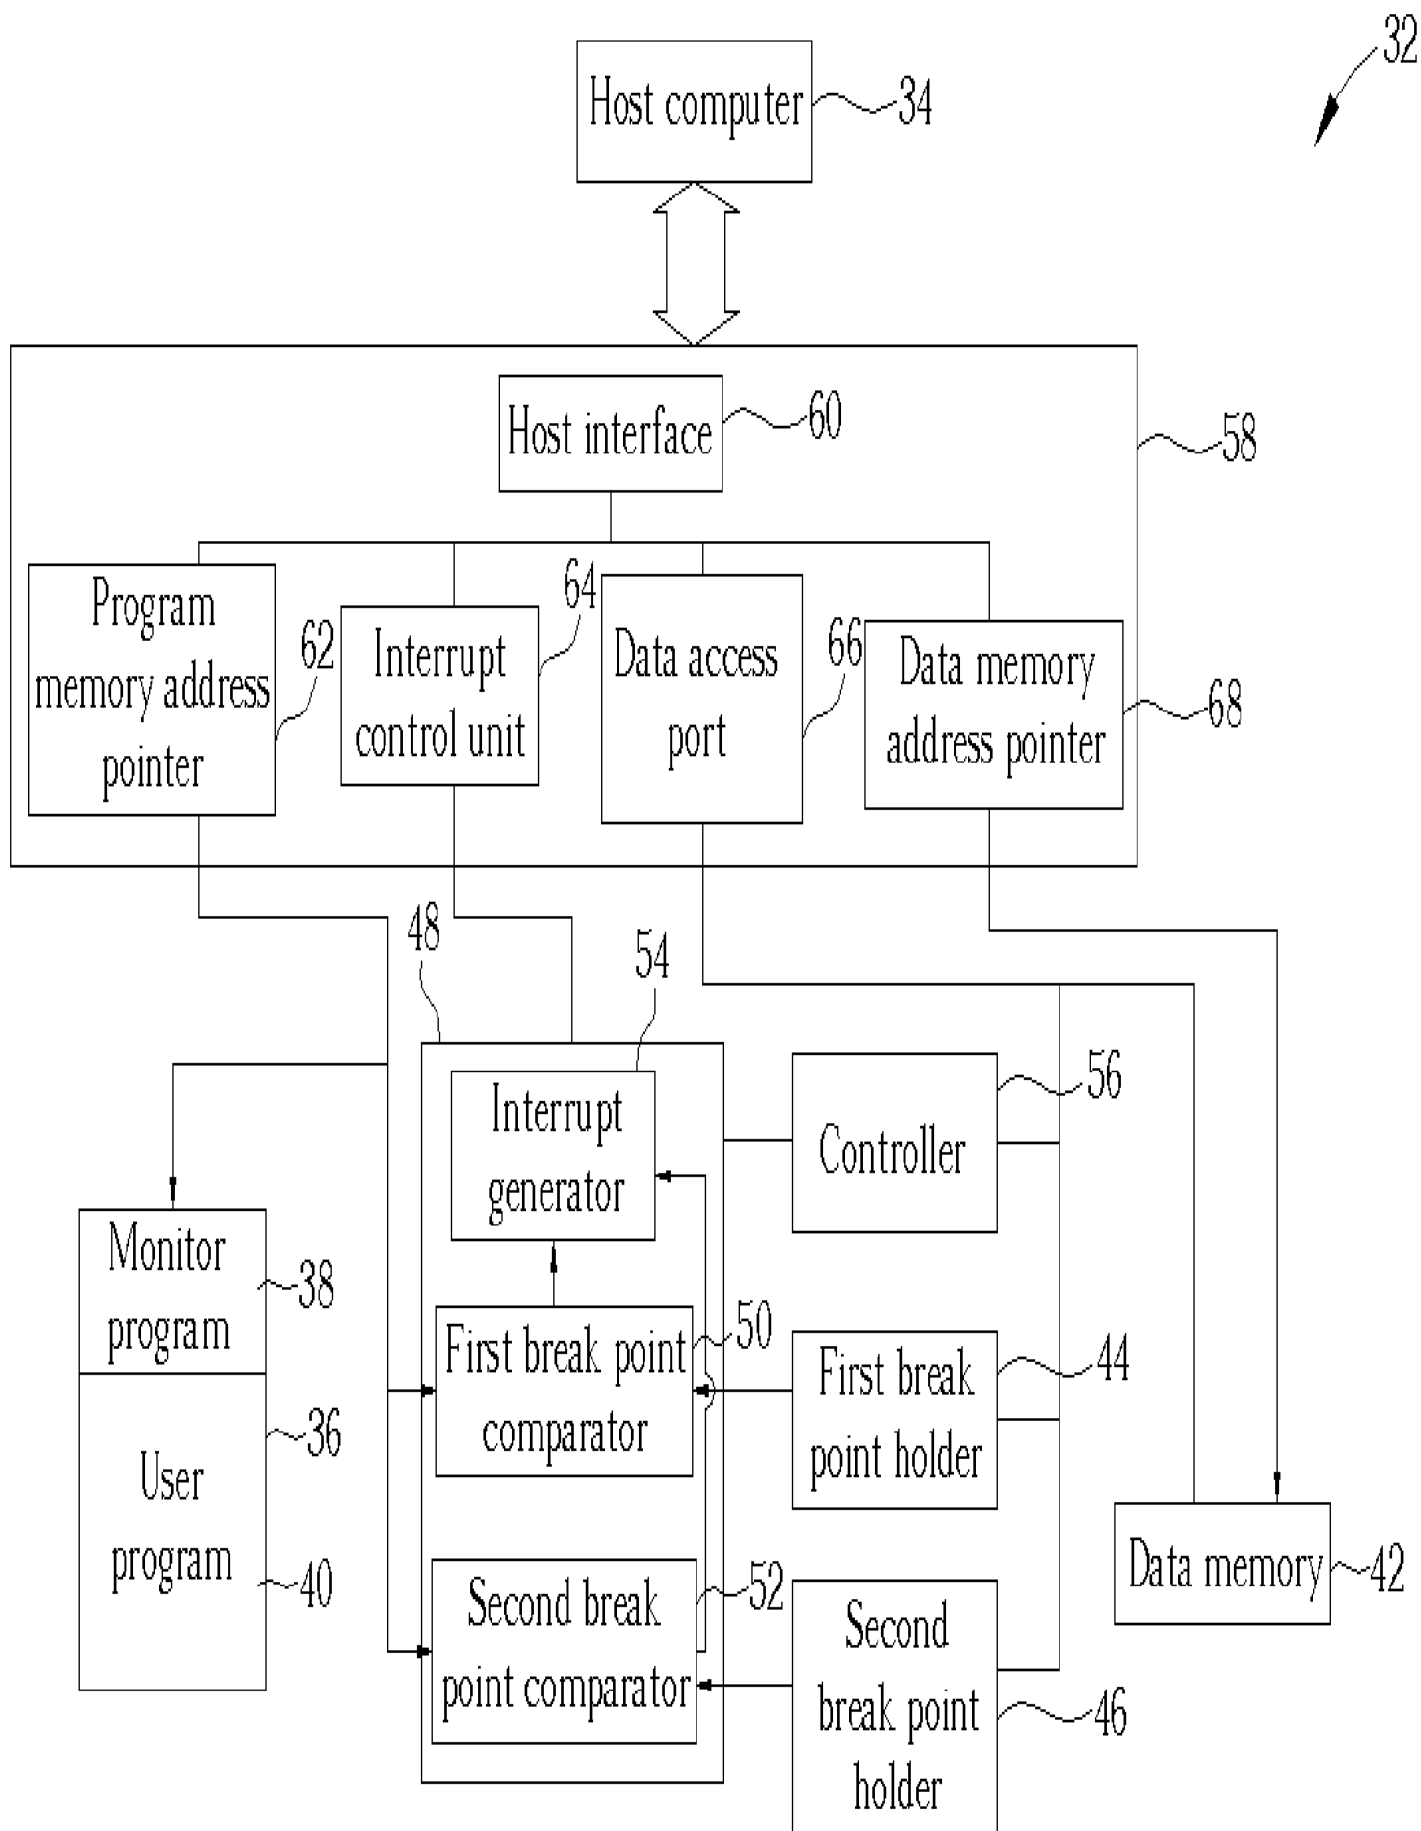 32
Host computer
34
Host interface
60
58
Program
memory address
pointer
62
Interrupt
control unit
64
Data access
port
66
Data memory
address pointer
68
48
54
Interrupt
generator
Controller
56
Monitor
program
38
First break point
comparator
50
First break
point holder
44
36
User
program
40
Second break
point comparator
52
Second
break point
holder
46
Data memory
42